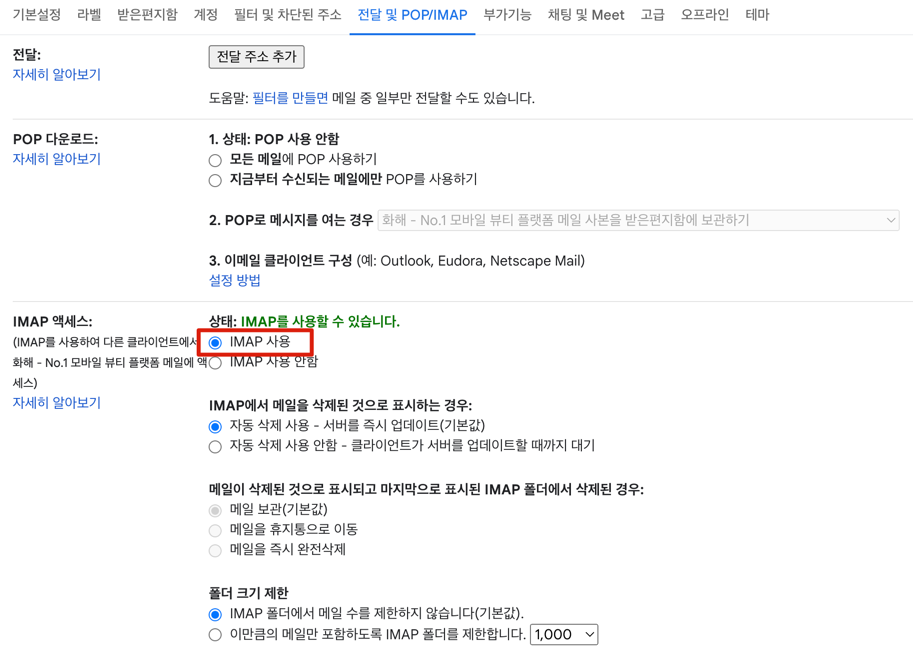 기본설정 라벨 받은편지함 계정 필터 및 차단된 주소 전달 및 POP/IMAP 부가기능 채팅 및 Meet 고급 오프라인 테마
전달:
자세히 알아보기
전달 주소 추가
도움말: 필터를 만들면 메일 중 일부만 전달할 수도 있습니다.
POP 다운로드:
자세히 알아보기
1. 상태: POP 사용 안함
모든 메일에 POP 사용하기
지금부터 수신되는 메일에만 POP를 사용하기
2. POP로 메시지를 여는 경우 화해 - No.1 모바일 뷰티 플랫폼 메일 사본을 받은편지함에 보관하기
3. 이메일 클라이언트 구성 (예: Outlook, Eudora, Netscape Mail)
설정 방법
IMAP 액세스:
(IMAP를 사용하여 다른 클라이언트에서
화해 - No.1 모바일 뷰티 플랫폼 메일에 액
세스)
자세히 알아보기
상태: IMAP를 사용할 수 있습니다.
IMAP 사용
IMAP 사용 안함
IMAP에서 메일을 삭제된 것으로 표시하는 경우:
자동 삭제 사용 - 서버를 즉시 업데이트(기본값)
자동 삭제 사용 안함 - 클라이언트가 서버를 업데이트할 때까지 대기
메일이 삭제된 것으로 표시되고 마지막으로 표시된 IMAP 폴더에서 삭제된 경우:
메일 보관(기본값)
메일을 휴지통으로 이동
메일을 즉시 완전삭제
폴더 크기 제한
IMAP 폴더에서 메일 수를 제한하지 않습니다(기본값).
이만큼의 메일만 포함하도록 IMAP 폴더를 제한합니다. 1,000